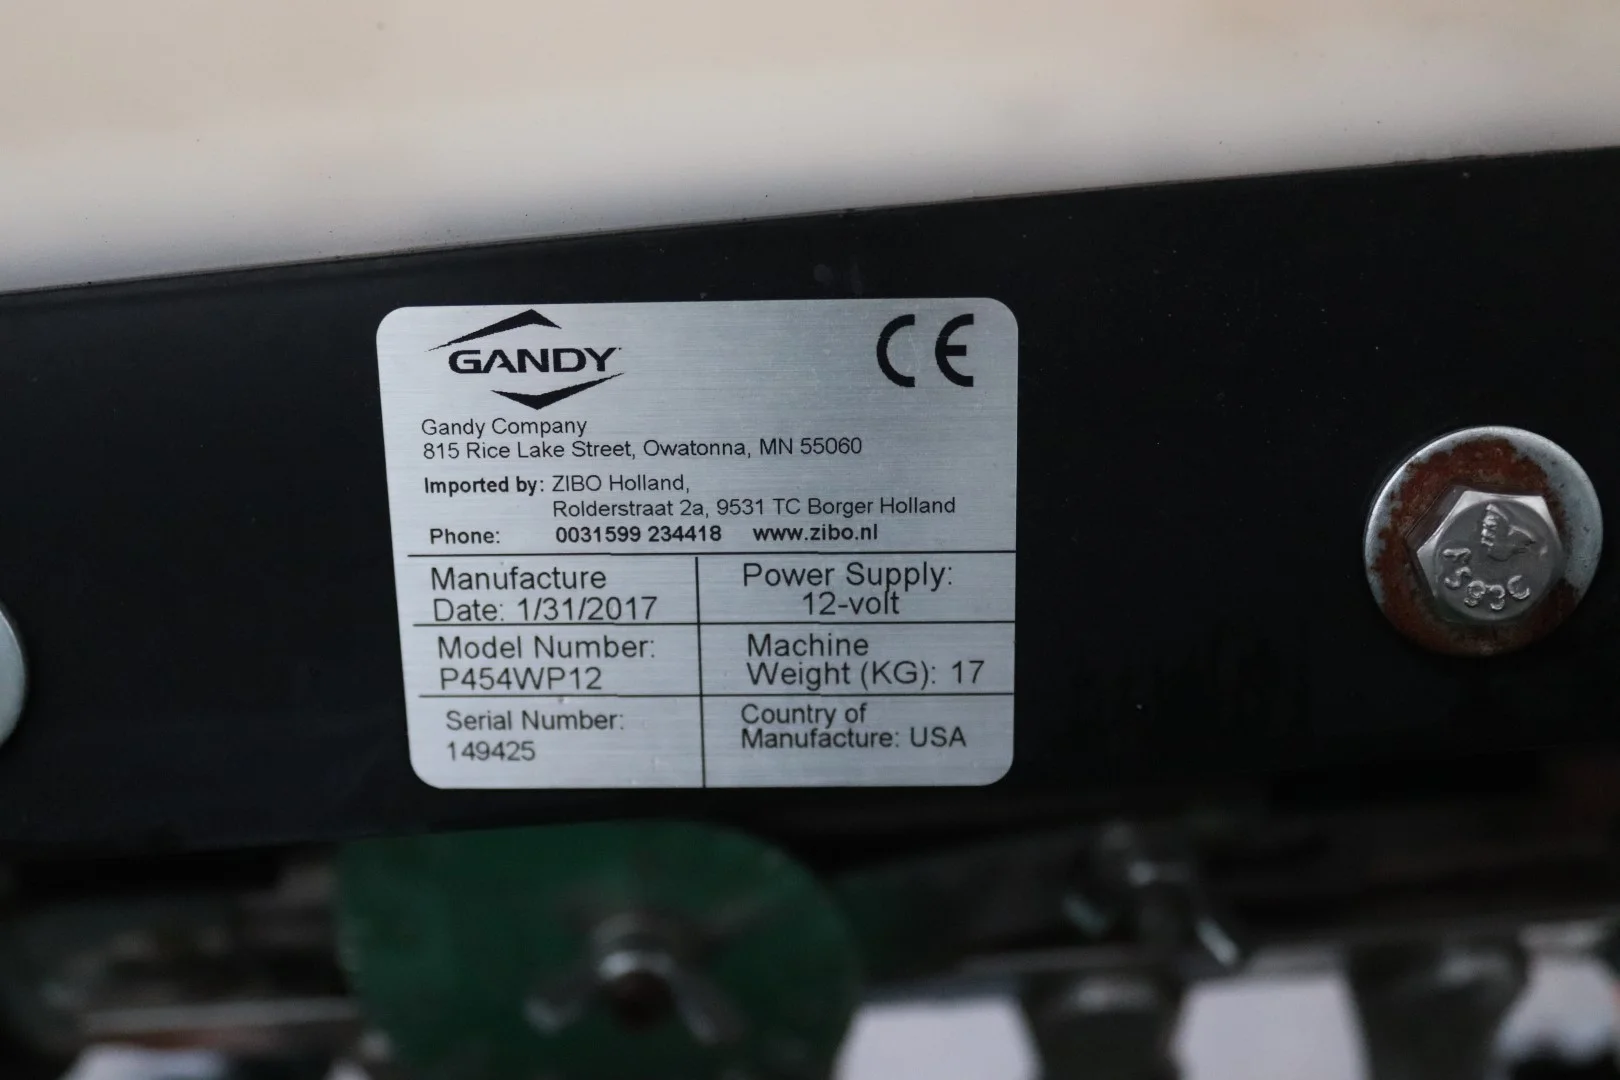 GANDY
CE
Gandy Company
815 Rice Lake Street, Owatonna, MN 55060
Imported by: ZIBO Holland,
Rolderstraat 2a, 9531 TC Borger Holland
Phone: 0031599 234418 www.zibo.nl
Manufacture
Date: 1/31/2017
Power Supply:
12-volt
Model Number:
P454WP12
Machine
Weight (KG): 17
Serial Number:
149425
Country of
Manufacture: USA